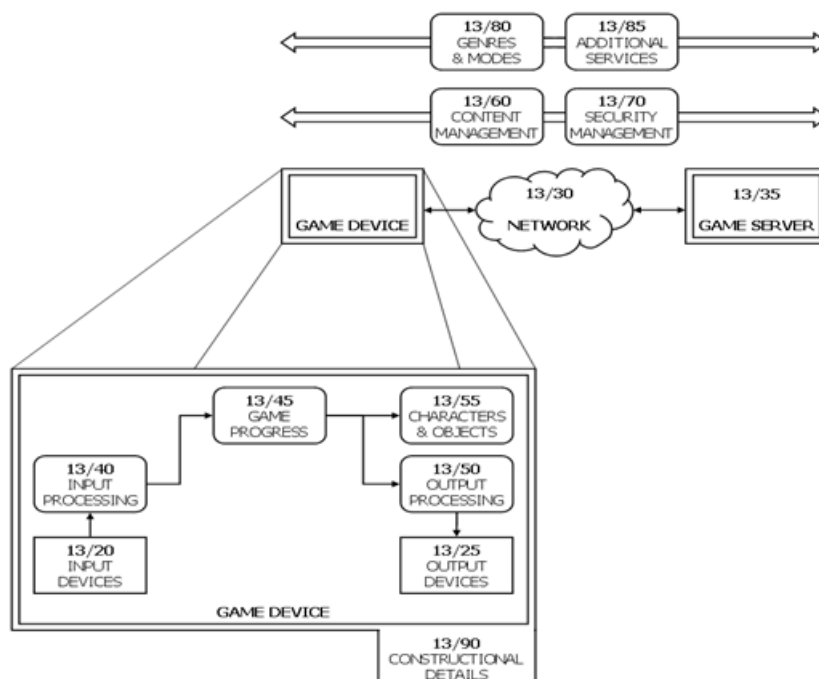 13/80
GENRES
& MODES
13/85
ADDITIONAL
SERVICES
13/60
CONTENT
MANAGEMENT
13/70
SECURITY
MANAGEMENT
GAME DEVICE
13/30
NETWORK
13/35
GAME SERVER
13/45
GAME
PROGRESS
13/55
CHARACTERS
& OBJECTS
13/40
INPUT
PROCESSING
13/50
OUTPUT
PROCESSING
13/20
INPUT
DEVICES
13/25
OUTPUT
DEVICES
GAME DEVICE
13/90
CONSTRUCTIONAL
DETAILS